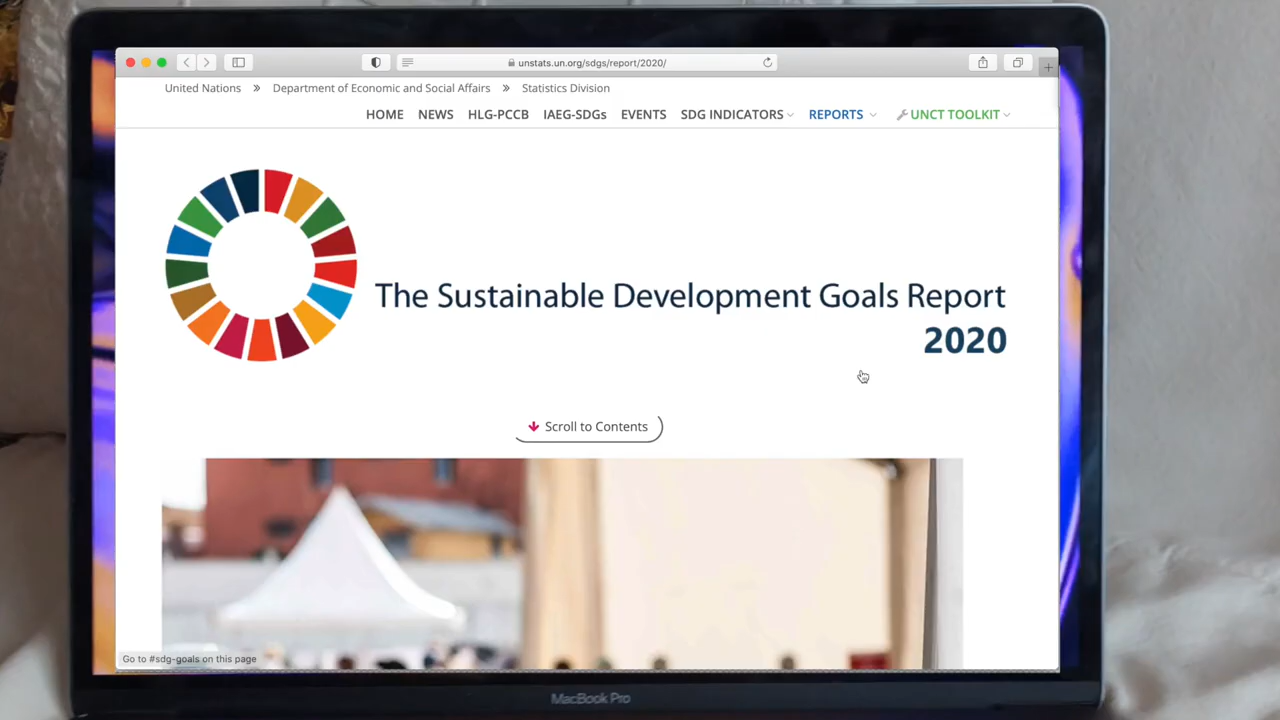 unstats.un.org/sdgs/report/2020/
United Nations » Department of Economic and Social Affairs » Statistics Division
HOME NEWS HLG-PCCB IAEG-SDGs EVENTS SDG INDICATORS REPORTS UNCT TOOLKIT
The Sustainable Development Goals Report
2020
Scroll to Contents
Go to #sdg-goals on this page
MacBook Pro